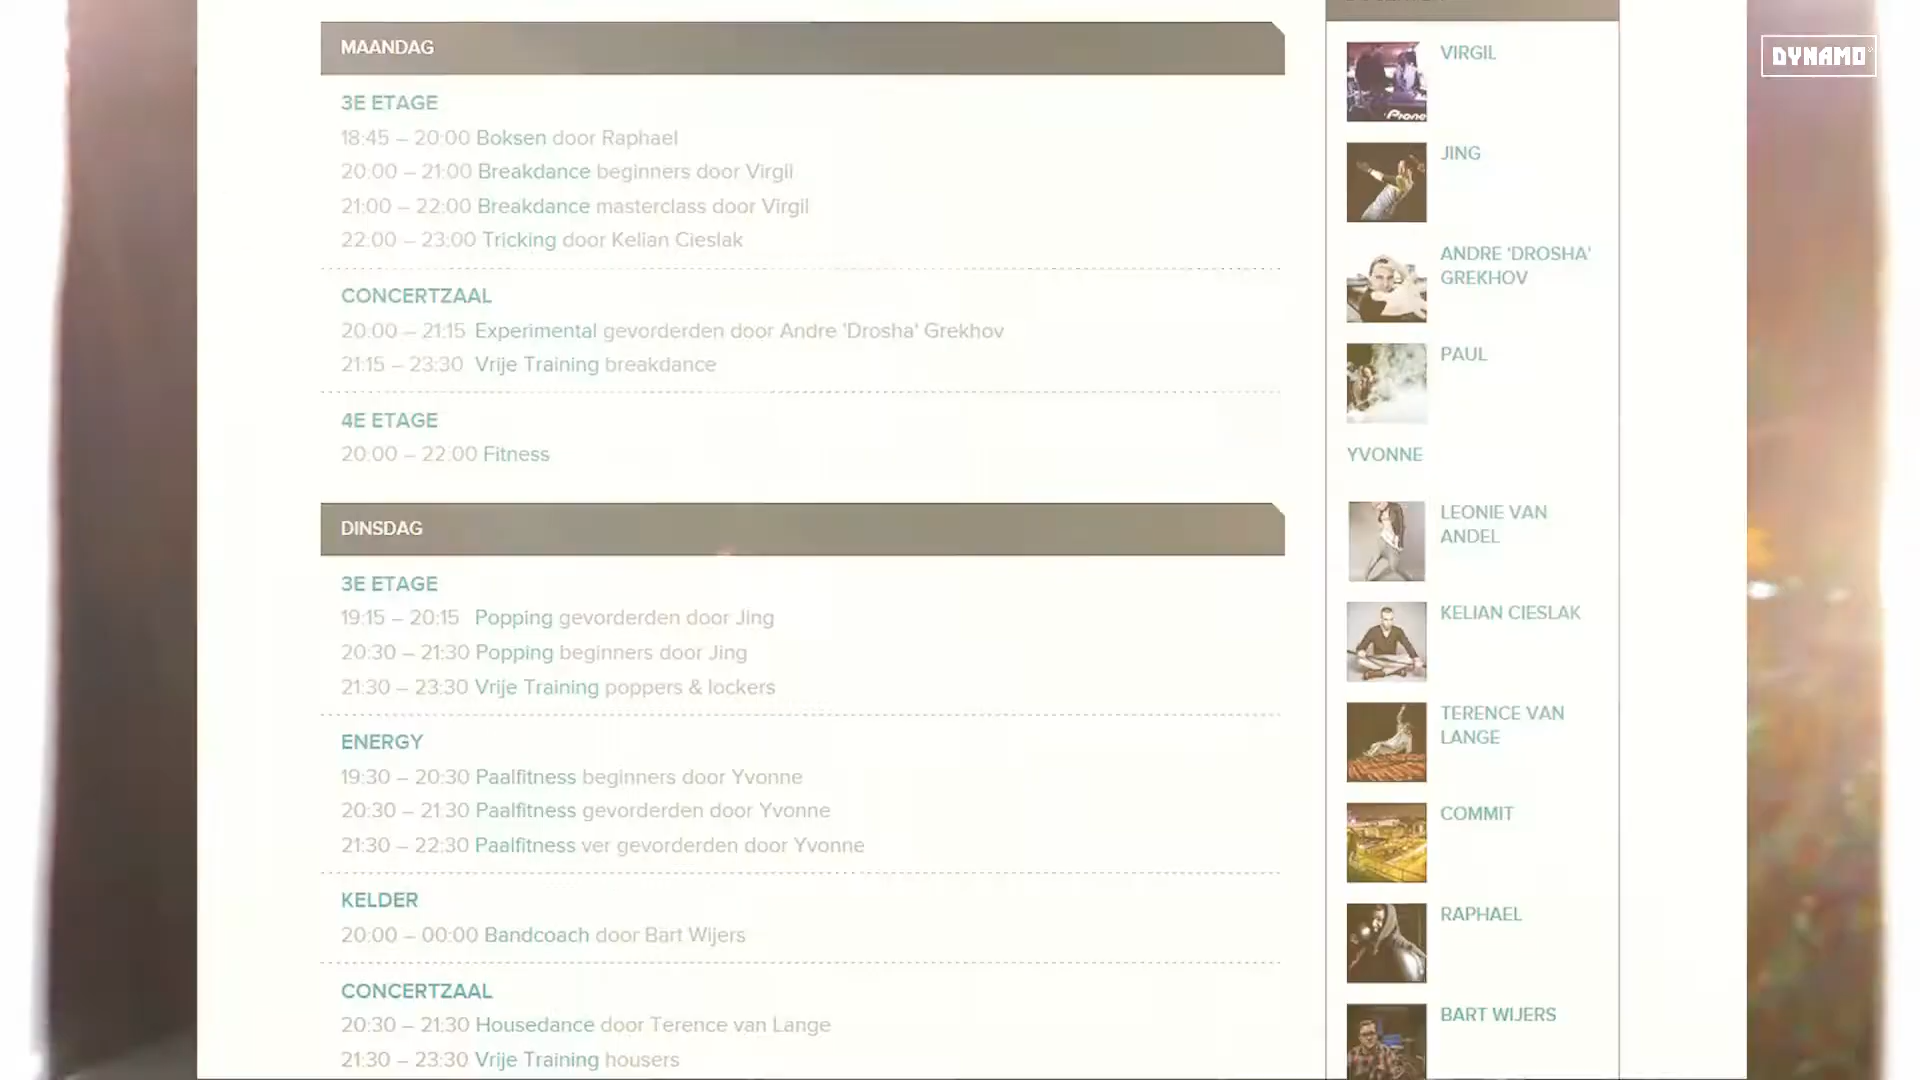 MAANDAG
3E ETAGE
18:45 – 20:00 Boksen door Raphael
20:00 – 21:00 Breakdance beginners door Virgil
21:00 – 22:00 Breakdance masterclass door Virgil
22:00 – 23:00 Tricking door Kelian Cieslak
CONCERTZAAL
20:00 – 21:15 Experimental gevorderden door Andre 'Drosha' Grekhov
21:15 – 23:30 Vrije Training breakdance
4E ETAGE
20:00 – 22:00 Fitness
DINSDAG
3E ETAGE
19:15 – 20:15 Popping gevorderden door Jing
20:30 – 21:30 Popping beginners door Jing
21:30 – 23:30 Vrije Training poppers & lockers
ENERGY
19:30 – 20:30 Paalfitness beginners door Yvonne
20:30 – 21:30 Paalfitness gevorderden door Yvonne
21:30 – 22:30 Paalfitness ver gevorderden door Yvonne
KELDER
20:00 – 00:00 Bandcoach door Bart Wijers
CONCERTZAAL
20:30 – 21:30 Housedance door Terence van Lange
21:30 – 23:30 Vrije Training housers
VIRGIL
JING
ANDRE 'DROSHA'
GREKHOV
PAUL
YVONNE
LEONIE VAN
ANDEL
KELIAN CIESLAK
TERENCE VAN
LANGE
COMMIT
RAPHAEL
BART WIJERS
DYNAMO